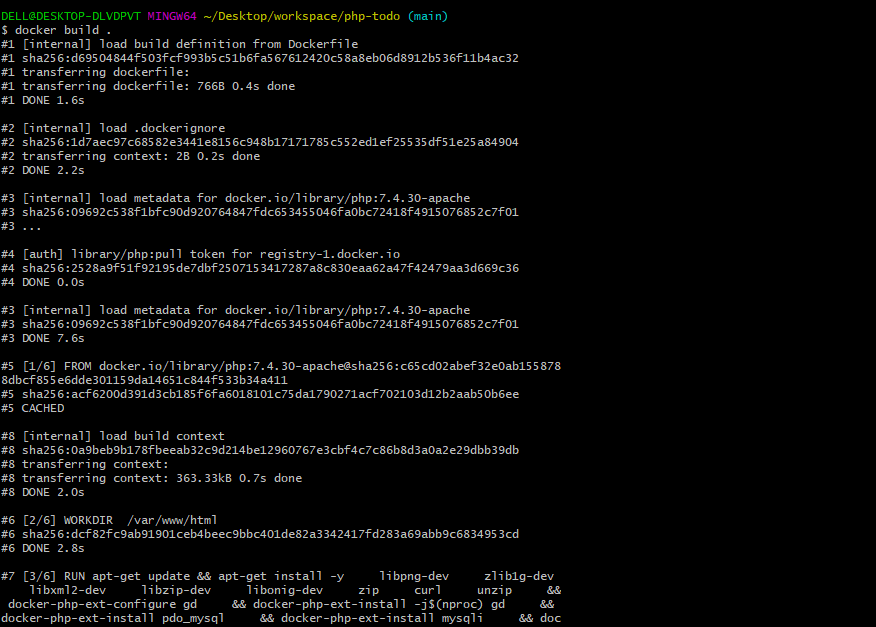 DELL@DESKTOP-DLVDPVT MINGW64 ~/Desktop/workspace/php-todo (main)
$ docker build .
#1 [internal] load build definition from Dockerfile
#1 sha256:d69504844f503fcf993b5c51b6fa567612420c58a8eb06d8912b536f11b4ac32
#1 transferring dockerfile:
#1 transferring dockerfile: 766B 0.4s done
#1 DONE 1.6s
#2 [internal] load .dockerignore
#2 sha256:1d7aec97c68582e3441e8156c948b17171785c552ed1ef25535df51e25a84904
#2 transferring context: 2B 0.2s done
#2 DONE 2.2s
#3 [internal] load metadata for docker.io/library/php:7.4.30-apache
#3 sha256:09692c538f1bfc90d920764847fdc653455046fa0bc72418f4915076852c7f01
#3 ...
#4 [auth] library/php:pull token for registry-1.docker.io
#4 sha256:2528a9f51f92195de7dbf2507153417287a8c830eaa62a47f42479aa3d669c36
#4 DONE 0.0s
#3 [internal] load metadata for docker.io/library/php:7.4.30-apache
#3 sha256:09692c538f1bfc90d920764847fdc653455046fa0bc72418f4915076852c7f01
#3 DONE 7.6s
#5 [1/6] FROM docker.io/library/php:7.4.30-apache@sha256:c65cd02abef32e0ab155878
8dbcf855e6dde301159da14651c844f533b34a411
#5 sha256:acf6200d391d3cb185f6fa6018101c75da1790271acf702103d12b2aab50b6ee
#5 CACHED
#8 [internal] load build context
#8 sha256:0a9beb9b178fbeeab32c9d214be12960767e3cbf4c7c86b8d3a0a2e29dbb39db
#8 transferring context:
#8 transferring context: 363.33kB 0.7s done
#8 DONE 2.0s
#6 [2/6] WORKDIR  /var/www/html
#6 sha256:dcf82fc9ab91901ceb4beec9bbc401de82a3342417fd283a69abb9c6834953cd
#6 DONE 2.8s
#7 [3/6] RUN apt-get update && apt-get install -y     libpng-dev     zlib1g-dev
    libxml2-dev     libzip-dev     libonig-dev     zip     curl     unzip     &&
 docker-php-ext-configure gd     && docker-php-ext-install -j$(nproc) gd     &&
docker-php-ext-install pdo_mysql     && docker-php-ext-install mysqli     && doc